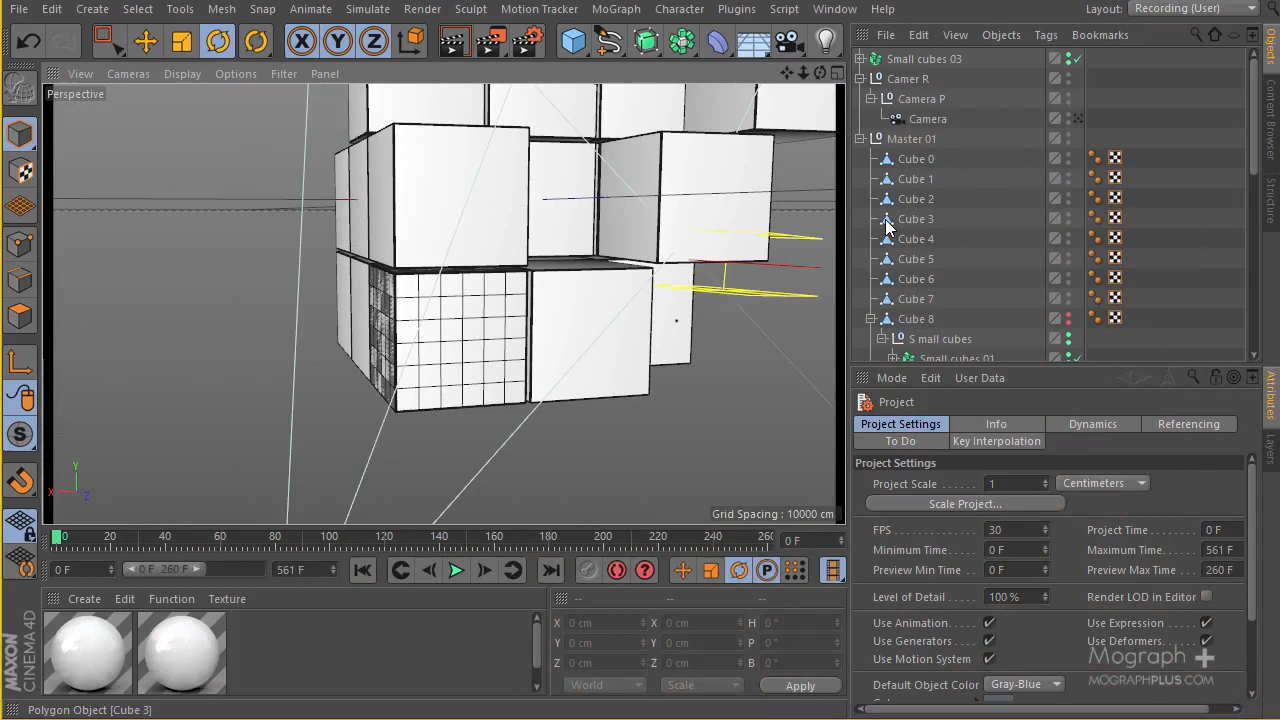 File Edit Create Select Tools Mesh Snap Animate Simulate Render Sculpt Motion Tracker MoGraph Character Plugins Script Window Help Layout: Recording (User)
X Y Z
File Edit View Objects Tags Bookmarks
View Cameras Display Options Filter Panel
Perspective
Small cubes 03
Camer R
Camera P
Camera
Master 01
Cube 0
Cube 1
Cube 2
Cube 3
Cube 4
Cube 5
Cube 6
Cube 7
Cube 8
S mall cubes
Small cubes 01
Objects
Content Browser
Structure
Mode Edit User Data
Project
Project Settings Info Dynamics Referencing
To Do Key Interpolation
Project Settings
Project Scale 1 Centimeters
Scale Project...
FPS 30 Project Time 0 F
Minimum Time 0 F Maximum Time 561 F
Preview Min Time 0 F Preview Max Time 260 F
Level of Detail 100 % Render LOD in Editor
Use Animation Use Expression
Use Generators Use Deformers
Use Motion System
Default Object Color Gray-Blue
Attributes
Layers
Mograph +
MOGRAPHPLUS.COM
Y
X
Z
Grid Spacing : 10000 cm
0 20 40 60 80 100 120 140 160 180 200 220 240 260 0 F
0 F 0 F 260 F 561 F
Create Edit Function Texture
-- -- --
X 0 cm X 0 cm H 0 °
Y 0 cm Y 0 cm P 0 °
Z 0 cm Z 0 cm B 0 °
World Scale Apply
MAXON
CINEMA 4D
Polygon Object [Cube 3]